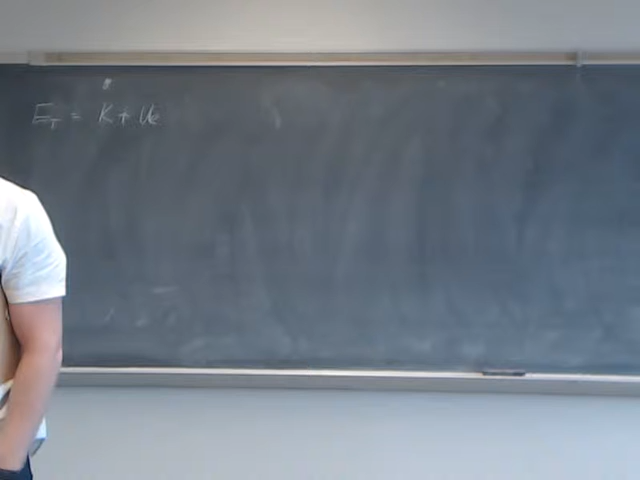 E_T = K + U_e